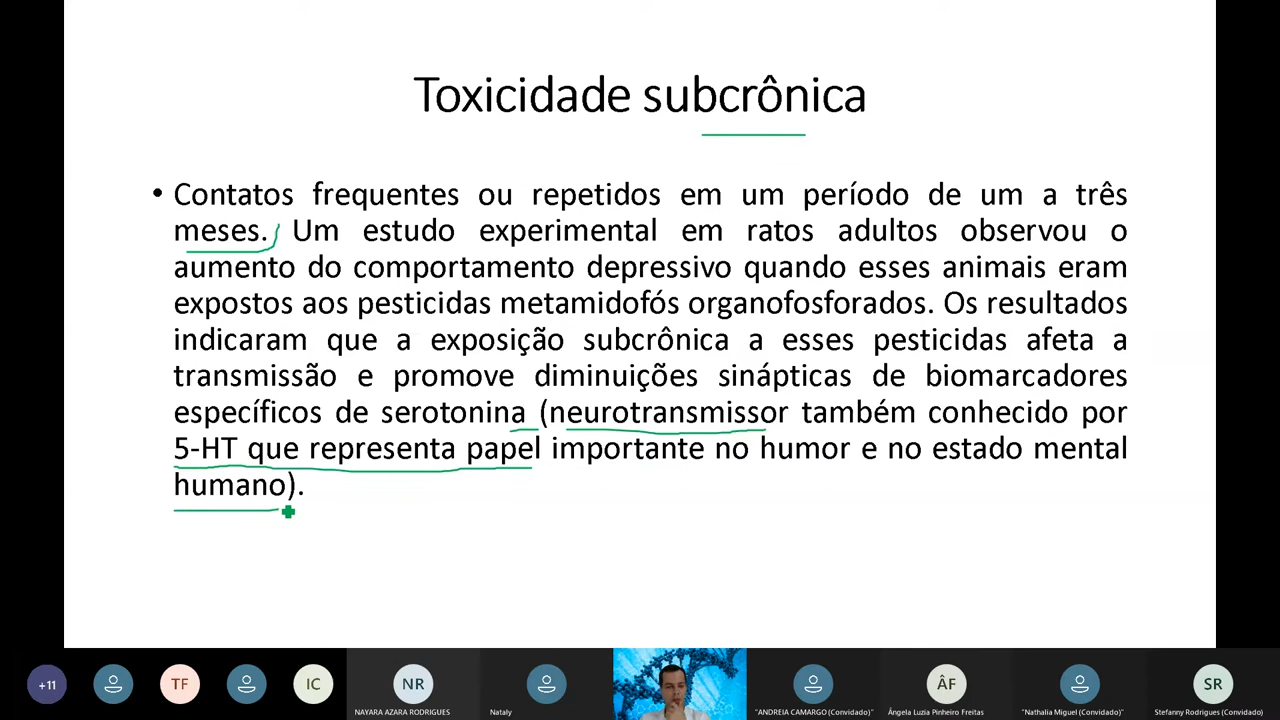 Toxicidade subcrônica
• Contatos frequentes ou repetidos em um período de um a três
meses. Um estudo experimental em ratos adultos observou o
aumento do comportamento depressivo quando esses animais eram
expostos aos pesticidas metamidofós organofosforados. Os resultados
indicaram que a exposição subcrônica a esses pesticidas afeta a
transmissão e promove diminuições sinápticas de biomarcadores
específicos de serotonina (neurotransmissor também conhecido por
5-HT que representa papel importante no humor e no estado mental
humano).
+11 TF IC NR ÂF SR
NAYARA AZARA RODRIGUES Nataly "ANDREIA CAMARGO (Convidado)" Ângela Luzia Pinheiro Freitas "Nathalia Miguel (Convidado)" Stefanny Rodrigues (Convidado)